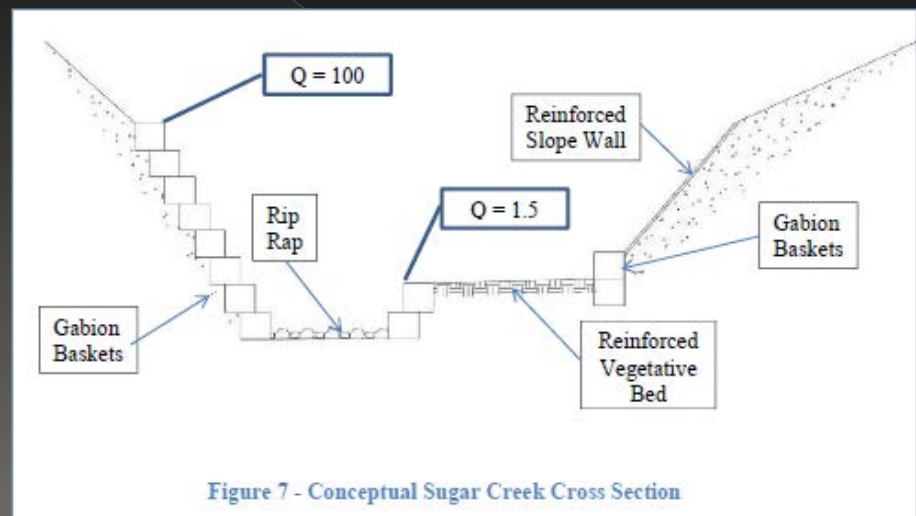 Q = 100
Reinforced
Slope Wall
Rip
Rap
Q = 1.5
Gabion
Baskets
Gabion
Baskets
Reinforced
Vegetative
Bed
Figure 7 - Conceptual Sugar Creek Cross Section